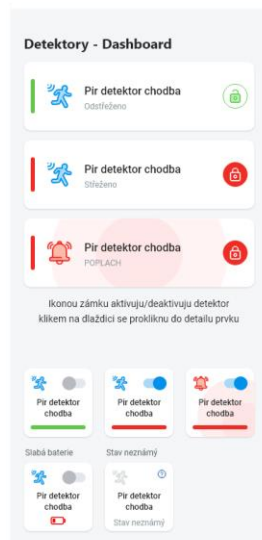 Detektory - Dashboard
Pir detektor chodba
Odstřeženo
Pir detektor chodba
Střeženo
Pir detektor chodba
POPLACH
Ikonou zámku aktivuju/deaktivuju detektor
klikem na dlaždici se prokliknu do detailu prvku
Pir detektor
chodba
Pir detektor
chodba
Pir detektor
chodba
Slabá baterie
Stav neznámý
Pir detektor
chodba
Pir detektor
chodba
Stav neznámý